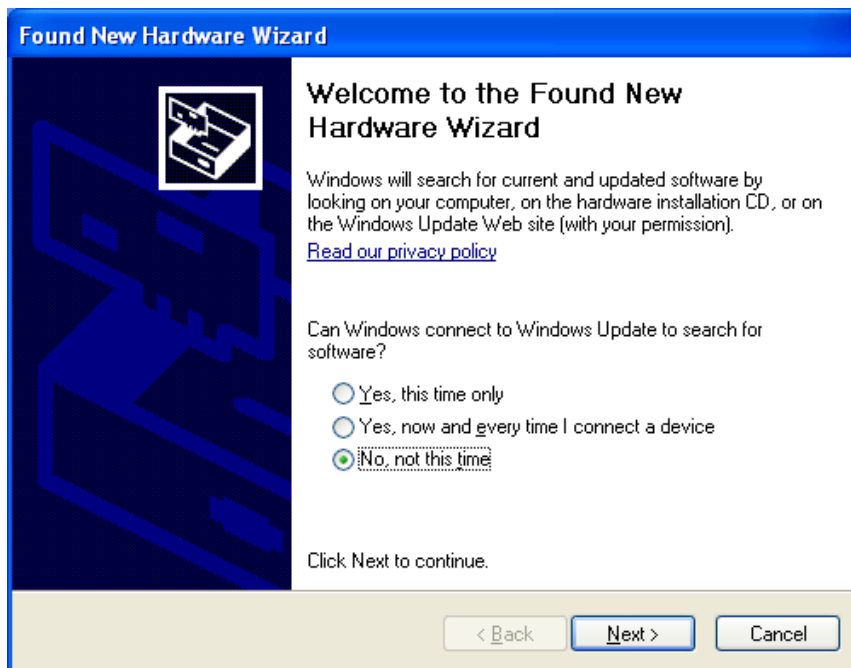 Found New Hardware Wizard
Welcome to the Found New
Hardware Wizard
Windows will search for current and updated software by
looking on your computer, on the hardware installation CD, or on
the Windows Update Web site (with your permission).
Read our privacy policy
Can Windows connect to Windows Update to search for
software?
Yes, this time only
Yes, now and every time I connect a device
No, not this time
Click Next to continue.
< Back Next > Cancel